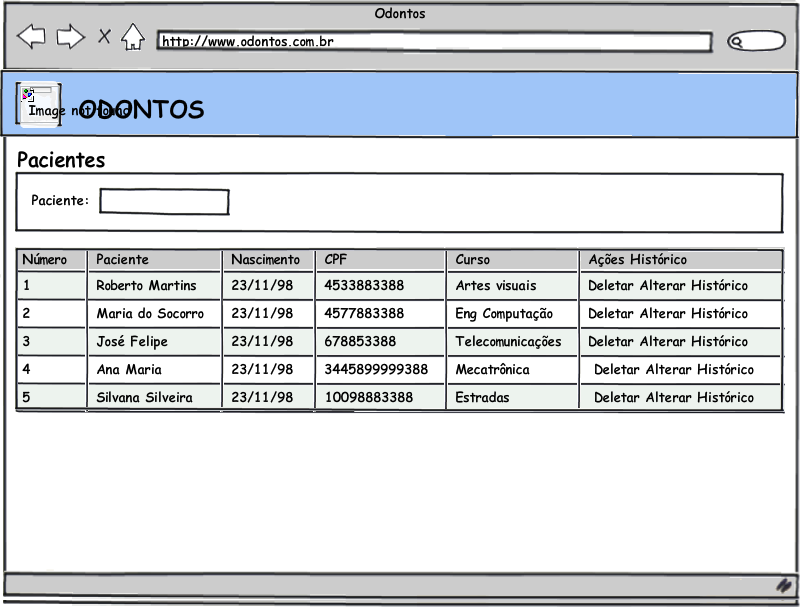 Odontos
http://www.odontos.com.br
Image not found
ODONTOS
Pacientes
Paciente:
Número Paciente Nascimento CPF Curso Ações Histórico
1 Roberto Martins 23/11/98 4533883388 Artes visuais Deletar Alterar Histórico
2 Maria do Socorro 23/11/98 4577883388 Eng Computação Deletar Alterar Histórico
3 José Felipe 23/11/98 678853388 Telecomunicações Deletar Alterar Histórico
4 Ana Maria 23/11/98 3445899999388 Mecatrônica Deletar Alterar Histórico
5 Silvana Silveira 23/11/98 10098883388 Estradas Deletar Alterar Histórico